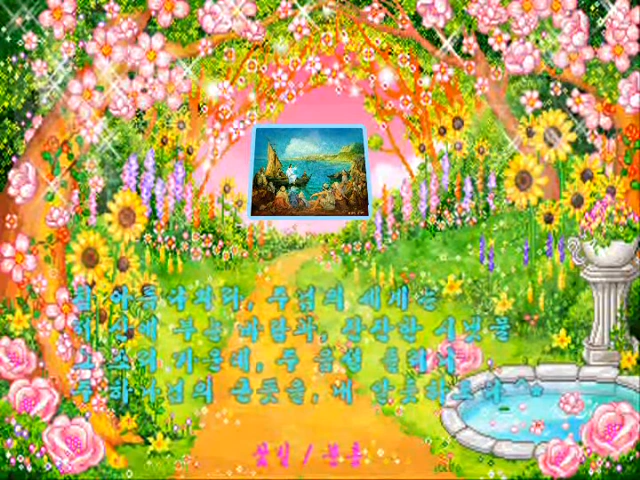 참 아름다와라, 주님의 세계는
저 산에 부는 바람과, 잔잔한 시냇물
그 소리 가운데, 주 음성 들리니
주 하나님의 큰뜻을, 내 알듯하도다